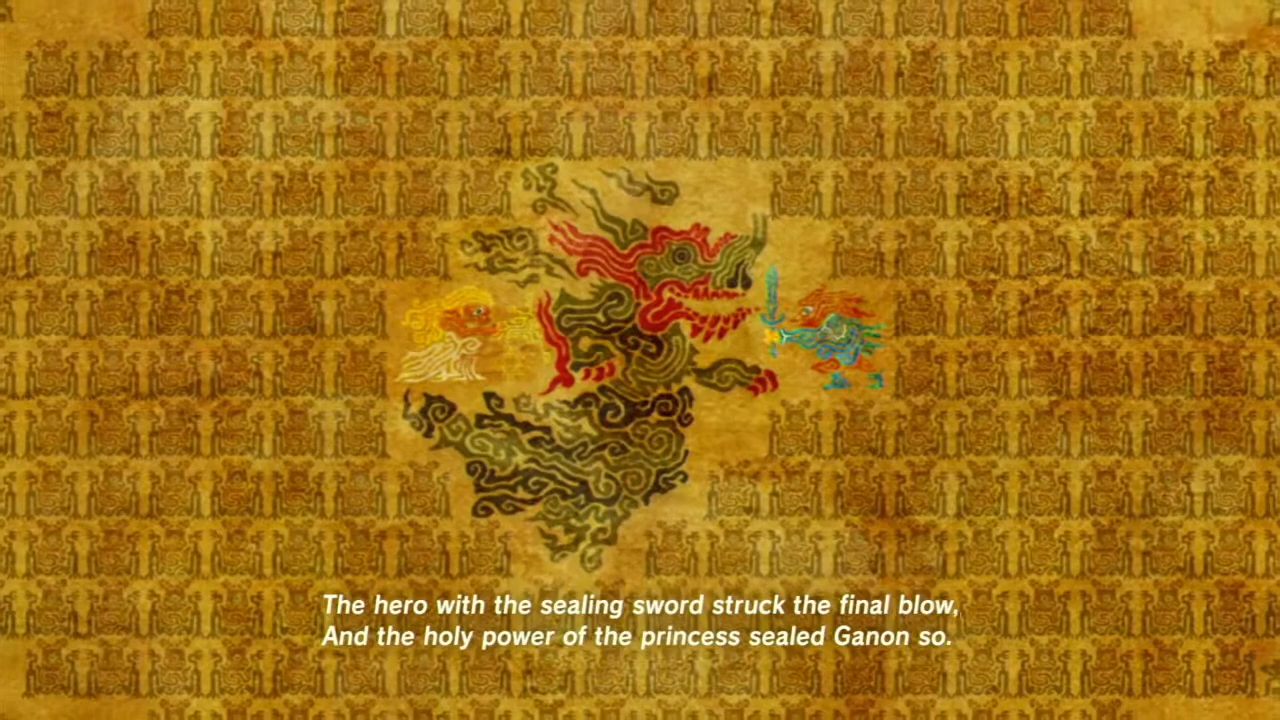 The hero with the sealing sword struck the final blow,
And the holy power of the princess sealed Ganon so.